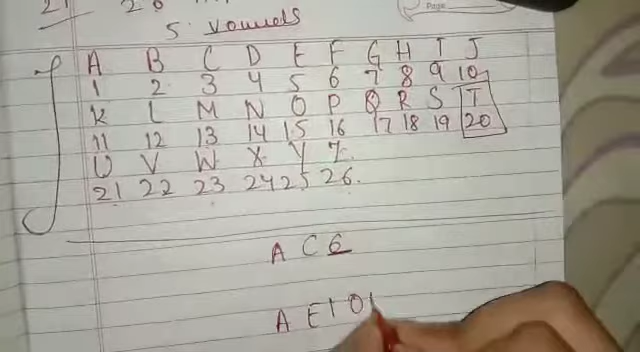 5 vowels
A B C D E F G H I J
1 2 3 4 5 6 7 8 9 10
K L M N O P Q R S T
11 12 13 14 15 16 17 18 19 20
U V W X Y Z
21 22 23 24 25 26.
A C 6
A E I O